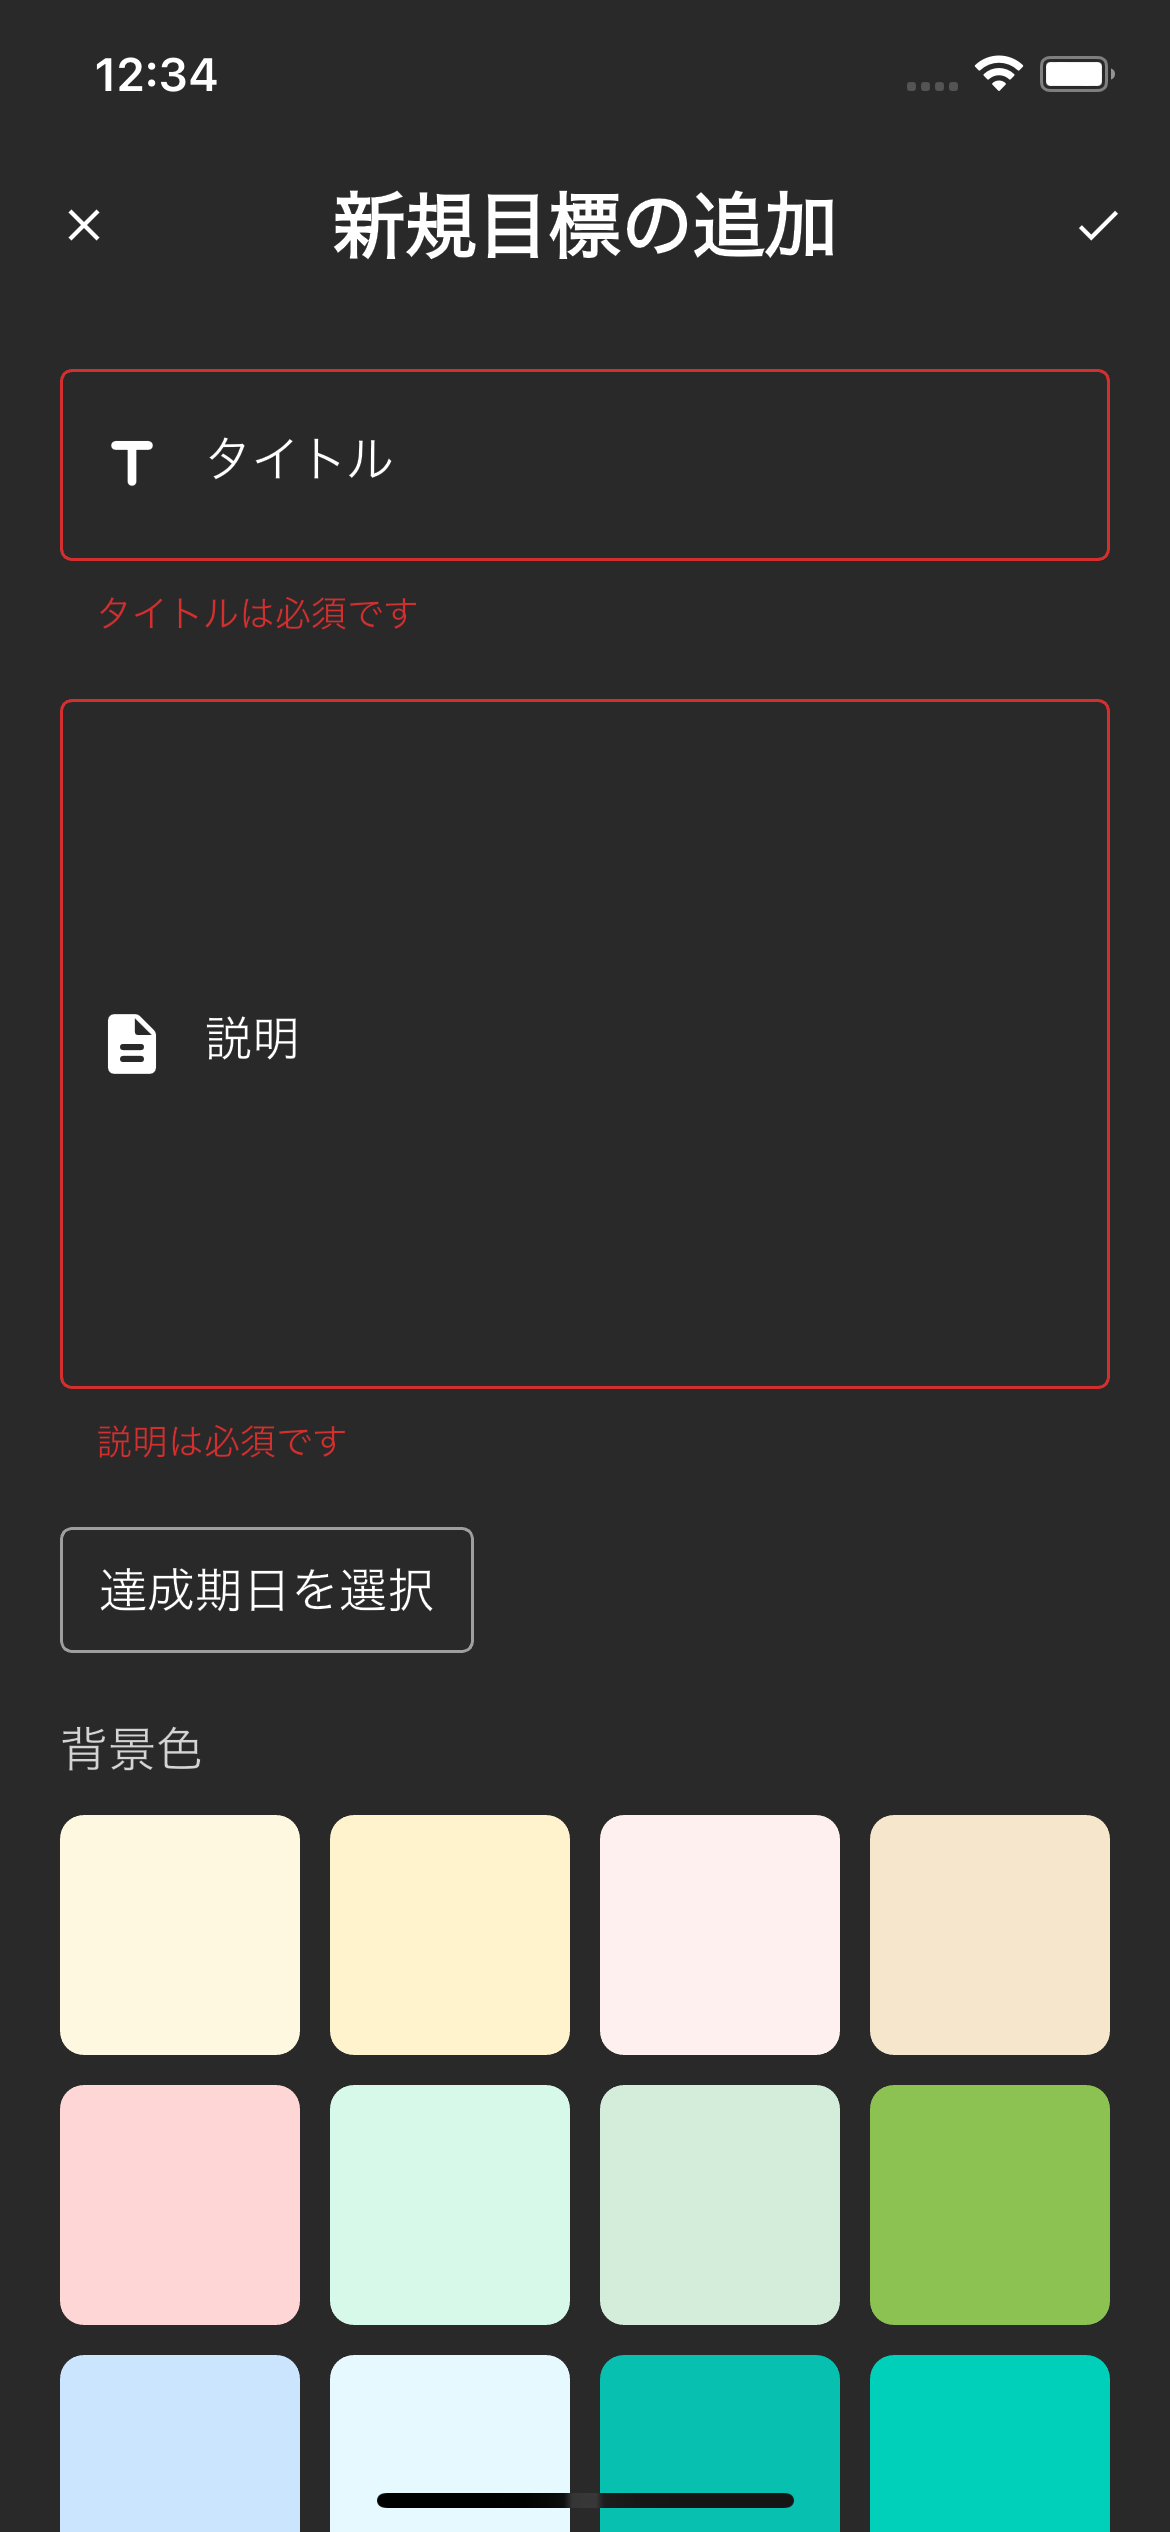 12:34
新規目標の追加
タイトル
タイトルは必須です
説明
説明は必須です
達成期日を選択
背景色